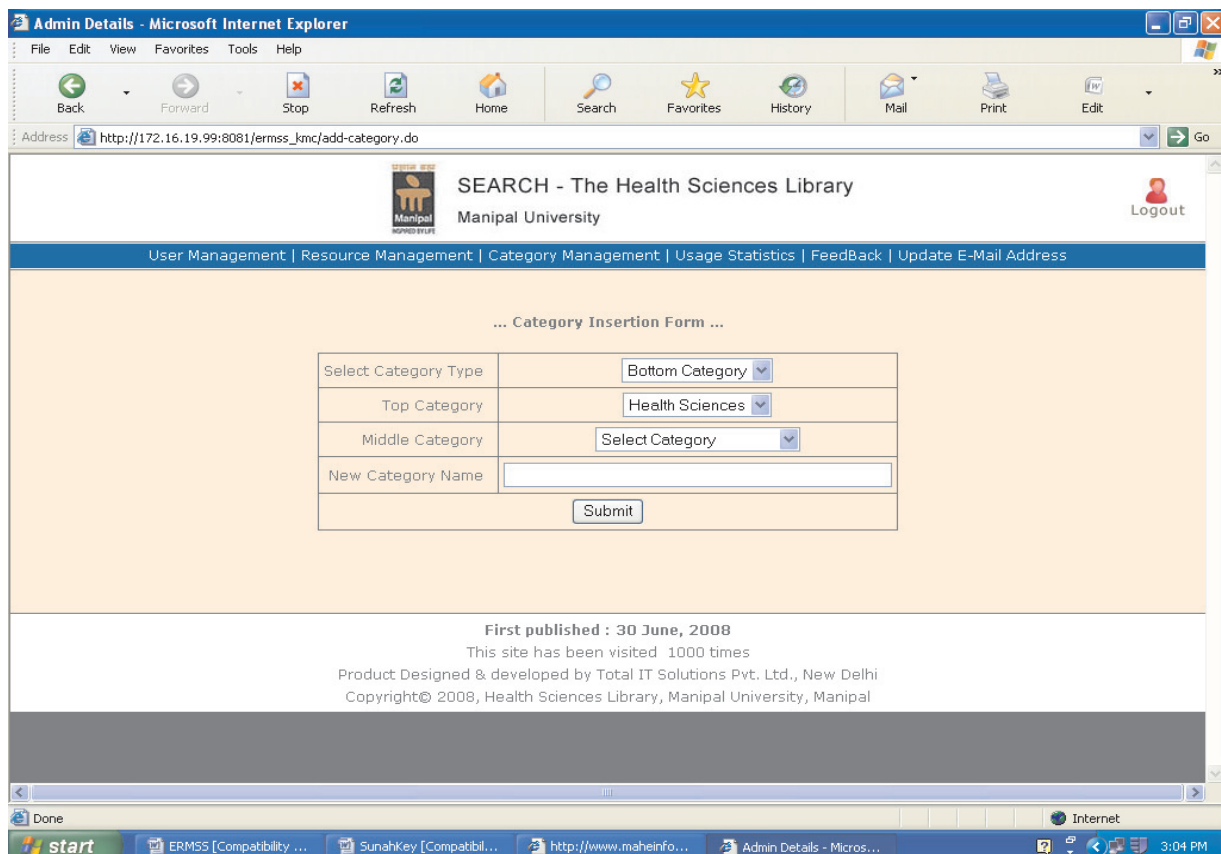 Admin Details - Microsoft Internet Explorer
File Edit View Favorites Tools Help
Back Forward Stop Refresh Home Search Favorites History Mail Print Edit
Address http://172.16.19.99:8081/ermss_kmc/add-category.do Go
Manipal
INSPIRED BY LIFE
SEARCH - The Health Sciences Library
Manipal University
Logout
User Management | Resource Management | Category Management | Usage Statistics | FeedBack | Update E-Mail Address
... Category Insertion Form ...
Select Category Type Bottom Category
Top Category Health Sciences
Middle Category Select Category
New Category Name
Submit
First published : 30 June, 2008
This site has been visited 1000 times
Product Designed & developed by Total IT Solutions Pvt. Ltd., New Delhi
Copyright© 2008, Health Sciences Library, Manipal University, Manipal
Done Internet
start ERMSS [Compatibility ... SunahKey [Compatibil... http://www.maheinfo... Admin Details - Micros... 3:04 PM